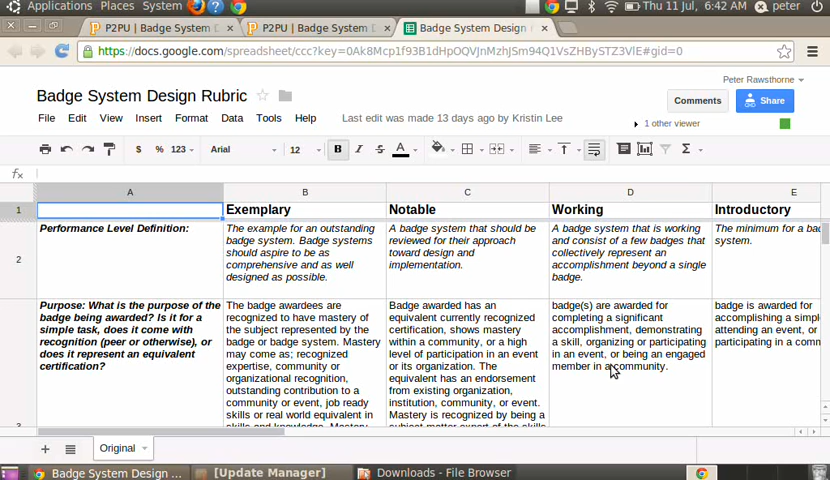 Applications Places System Thu 11 Jul, 6:42 AM peter
P2PU | Badge System D P2PU | Badge System D Badge System Design
https://docs.google.com/spreadsheet/ccc?key=0Ak8Mcp1f93B1dHpOQVJnMzhJSm94Q1VsZHBySTZ3VlE#gid=0
Peter Rawsthorne
Badge System Design Rubric
Comments Share
File Edit View Insert Format Data Tools Help Last edit was made 13 days ago by Kristin Lee
1 other viewer
$ % 123 Arial 12 B A Σ
fx
A B C D E
1 Exemplary Notable Working Introductory
2
Performance Level Definition:
The example for an outstanding
badge system. Badge systems
should aspire to be as
comprehensive and as well
designed as possible.
A badge system that should be
reviewed for their approach
toward design and
implementation.
A badge system that is working
and consist of a few badges that
collectively represent an
accomplishment beyond a single
badge.
The minimum for a
system.
3
Purpose: What is the purpose of the
badge being awarded? Is it for a
simple task, does it come with
recognition (peer or otherwise), or
does it represent an equivalent
certification?
The badge awardees are
recognized to have mastery of
the subject represented by the
badge or badge system. Mastery
may come as; recognized
expertise, community or
organizational recognition,
outstanding contribution to a
community or event, job ready
skills or real world equivalent in
skills and knowledge. Mastery
Badge awarded has an
equivalent currently recognized
certification, shows mastery
within a community, or a high
level of participation in an event
or its organization. The
equivalent has an endorsement
from existing organization,
institution, community, or event.
Mastery is recognized by being a
subject matter expert of the skills
badge(s) are awarded for
completing a significant
accomplishment, demonstrating
a skill, organizing or participating
in an event, or being an engaged
member in a community.
badge is awarded for
accomplishing a
attending an event, or
participating in a
Original
Badge System Design ... [Update Manager] Downloads - File Browser